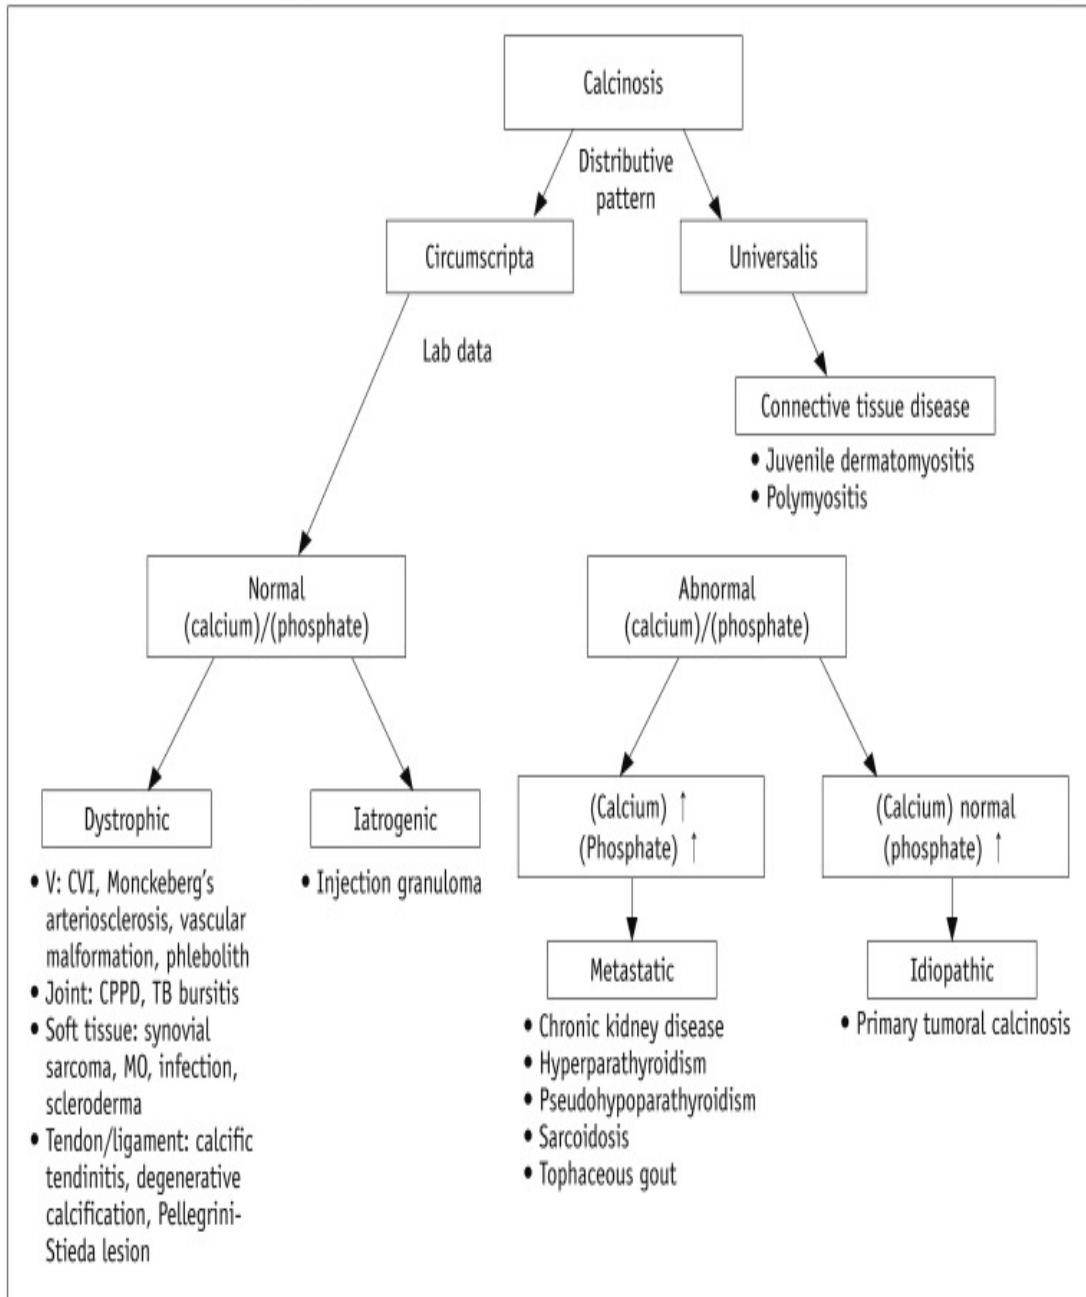 Calcinosis
Distributive
pattern
Circumscripta
Universalis
Lab data
Connective tissue disease
• Juvenile dermatomyositis
• Polymyositis
Normal
(calcium)/(phosphate)
Abnormal
(calcium)/(phosphate)
Dystrophic
• V: CVI, Monckeberg's
arteriosclerosis, vascular
malformation, phlebolith
• Joint: CPPD, TB bursitis
• Soft tissue: synovial
sarcoma, MO, infection,
scleroderma
• Tendon/ligament: calcific
tendinitis, degenerative
calcification, Pellegrini-
Stieda lesion
Iatrogenic
• Injection granuloma
(Calcium) ↑
(Phosphate) ↑
Metastatic
• Chronic kidney disease
• Hyperparathyroidism
• Pseudohypoparathyroidism
• Sarcoidosis
• Tophaceous gout
(Calcium) normal
(phosphate) ↑
Idiopathic
• Primary tumoral calcinosis